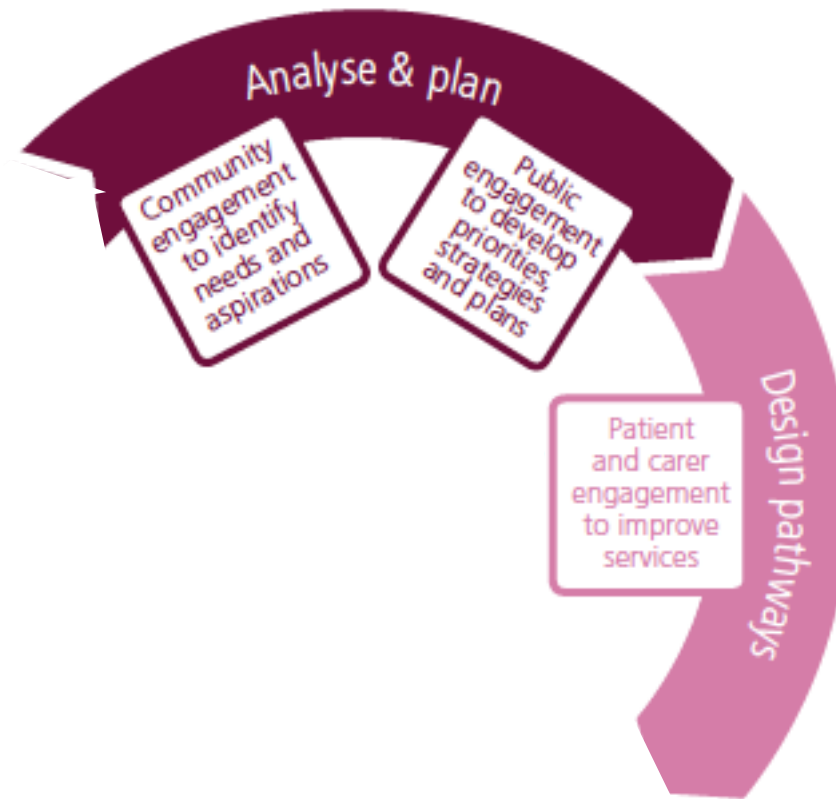 Analyse & plan
Community
engagement
to identify
needs and
aspirations
Public
engagement
to develop
priorities,
strategies
and plans
Patient
and carer
engagement
to improve
services
Design pathways